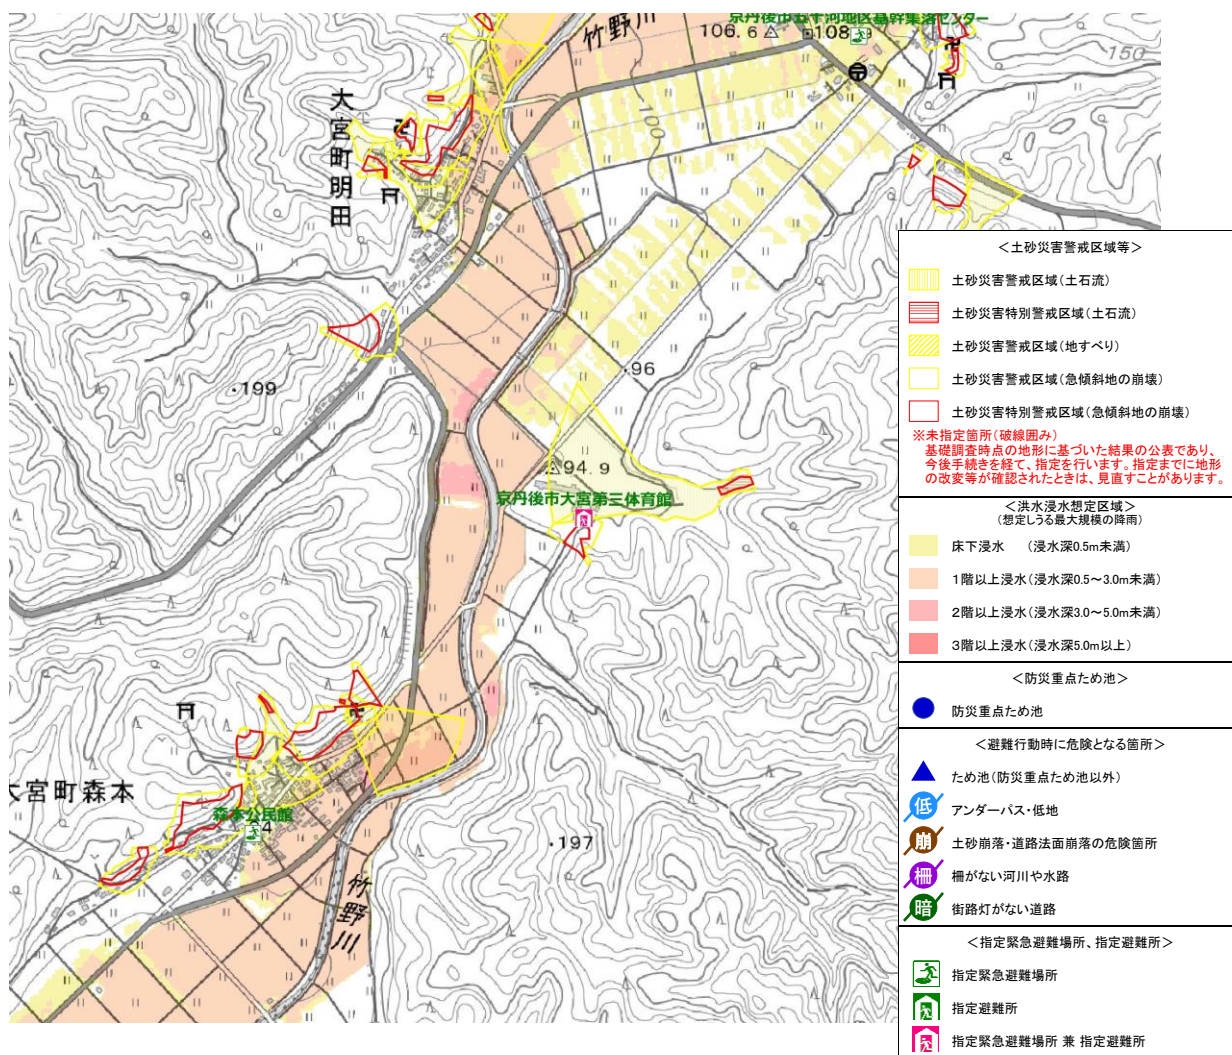 京丹後市五十河地区基幹集落センター
竹野川
106.6
108
150
大宮町明田
100
199
96
94.9
京丹後市大宮第三体育館
大宮町森本
森本公民館
197
竹野川
<土砂災害警戒区域等>
土砂災害警戒区域(土石流)
土砂災害特別警戒区域(土石流)
土砂災害警戒区域(地すべり)
土砂災害警戒区域(急傾斜地の崩壊)
土砂災害特別警戒区域(急傾斜地の崩壊)
※未指定箇所(破線囲み)
基礎調査時点の地形に基づいた結果の公表であり、
今後手続きを経て、指定を行います。指定までに地形
の改変等が確認されたときは、見直すことがあります。
<洪水浸水想定区域>
(想定しうる最大規模の降雨)
床下浸水 (浸水深0.5m未満)
1階以上浸水(浸水深0.5～3.0m未満)
2階以上浸水(浸水深3.0～5.0m未満)
3階以上浸水(浸水深5.0m以上)
<防災重点ため池>
防災重点ため池
<避難行動時に危険となる箇所>
ため池(防災重点ため池以外)
低 アンダーパス・低地
崩 土砂崩落・道路法面崩落の危険箇所
柵 柵がない河川や水路
暗 街路灯がない道路
<指定緊急避難場所、指定避難所>
指定緊急避難場所
指定避難所
指定緊急避難場所 兼 指定避難所